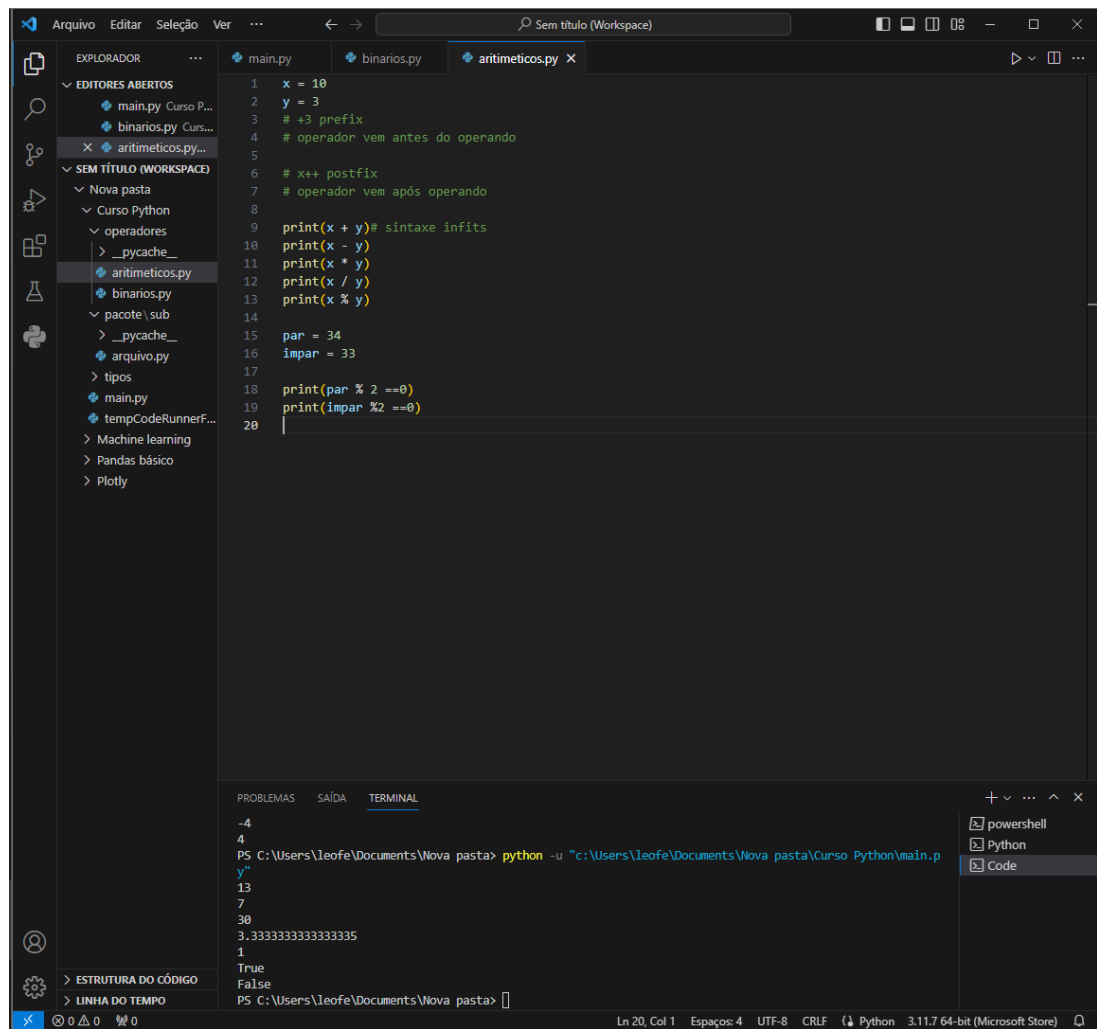 Arquivo Editar Seleção Ver ··· Sem título (Workspace)
EXPLORADOR ···
EDITORES ABERTOS
main.py Curso P...
binarios.py Curs...
aritimeticos.py...
SEM TÍTULO (WORKSPACE)
Nova pasta
Curso Python
operadores
__pycache__
aritimeticos.py
binarios.py
pacote\sub
__pycache__
arquivo.py
tipos
main.py
tempCodeRunnerF...
Machine learning
Pandas básico
Plotly
ESTRUTURA DO CÓDIGO
LINHA DO TEMPO
main.py binarios.py aritimeticos.py
1 x = 10
2 y = 3
3 # +3 prefix
4 # operador vem antes do operando
5
6 # x++ postfix
7 # operador vem após operando
8
9 print(x + y)# sintaxe infits
10 print(x - y)
11 print(x * y)
12 print(x / y)
13 print(x % y)
14
15 par = 34
16 impar = 33
17
18 print(par % 2 ==0)
19 print(impar %2 ==0)
20
PROBLEMAS SAÍDA TERMINAL
-4
4
PS C:\Users\leofe\Documents\Nova pasta> python -u "c:\Users\leofe\Documents\Nova pasta\Curso Python\main.p
y"
13
7
30
3.3333333333333335
1
True
False
PS C:\Users\leofe\Documents\Nova pasta>
powershell
Python
Code
0 0 0 Ln 20, Col 1 Espaços: 4 UTF-8 CRLF Python 3.11.7 64-bit (Microsoft Store)